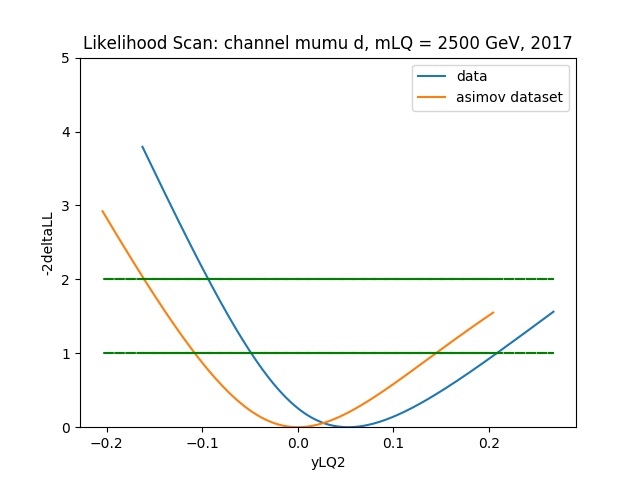 Likelihood Scan: channel mumu d, mLQ = 2500 GeV, 2017
data
asimov dataset
5
4
3
2
1
0
-2deltaLL
−0.2
−0.1
0.0
0.1
0.2
yLQ2